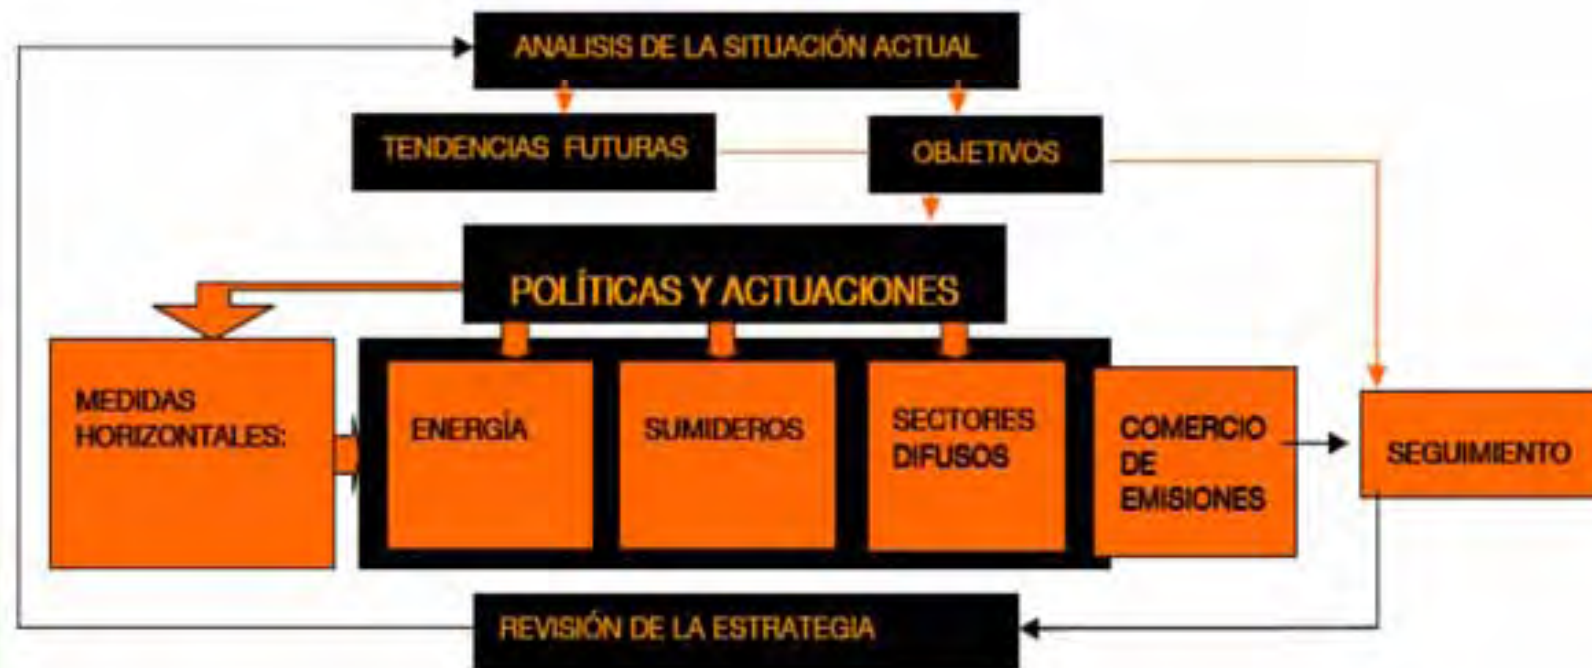 ANALISIS DE LA SITUACIÓN ACTUAL
TENDENCIAS FUTURAS
OBJETIVOS
POLÍTICAS Y ACTUACIONES
MEDIDAS
HORIZONTALES:
ENERGÍA
SUMIDEROS
SECTORES
DIFUSOS
COMERCIO
DE
EMISIONES
SEGUIMIENTO
REVISIÓN DE LA ESTRATEGIA